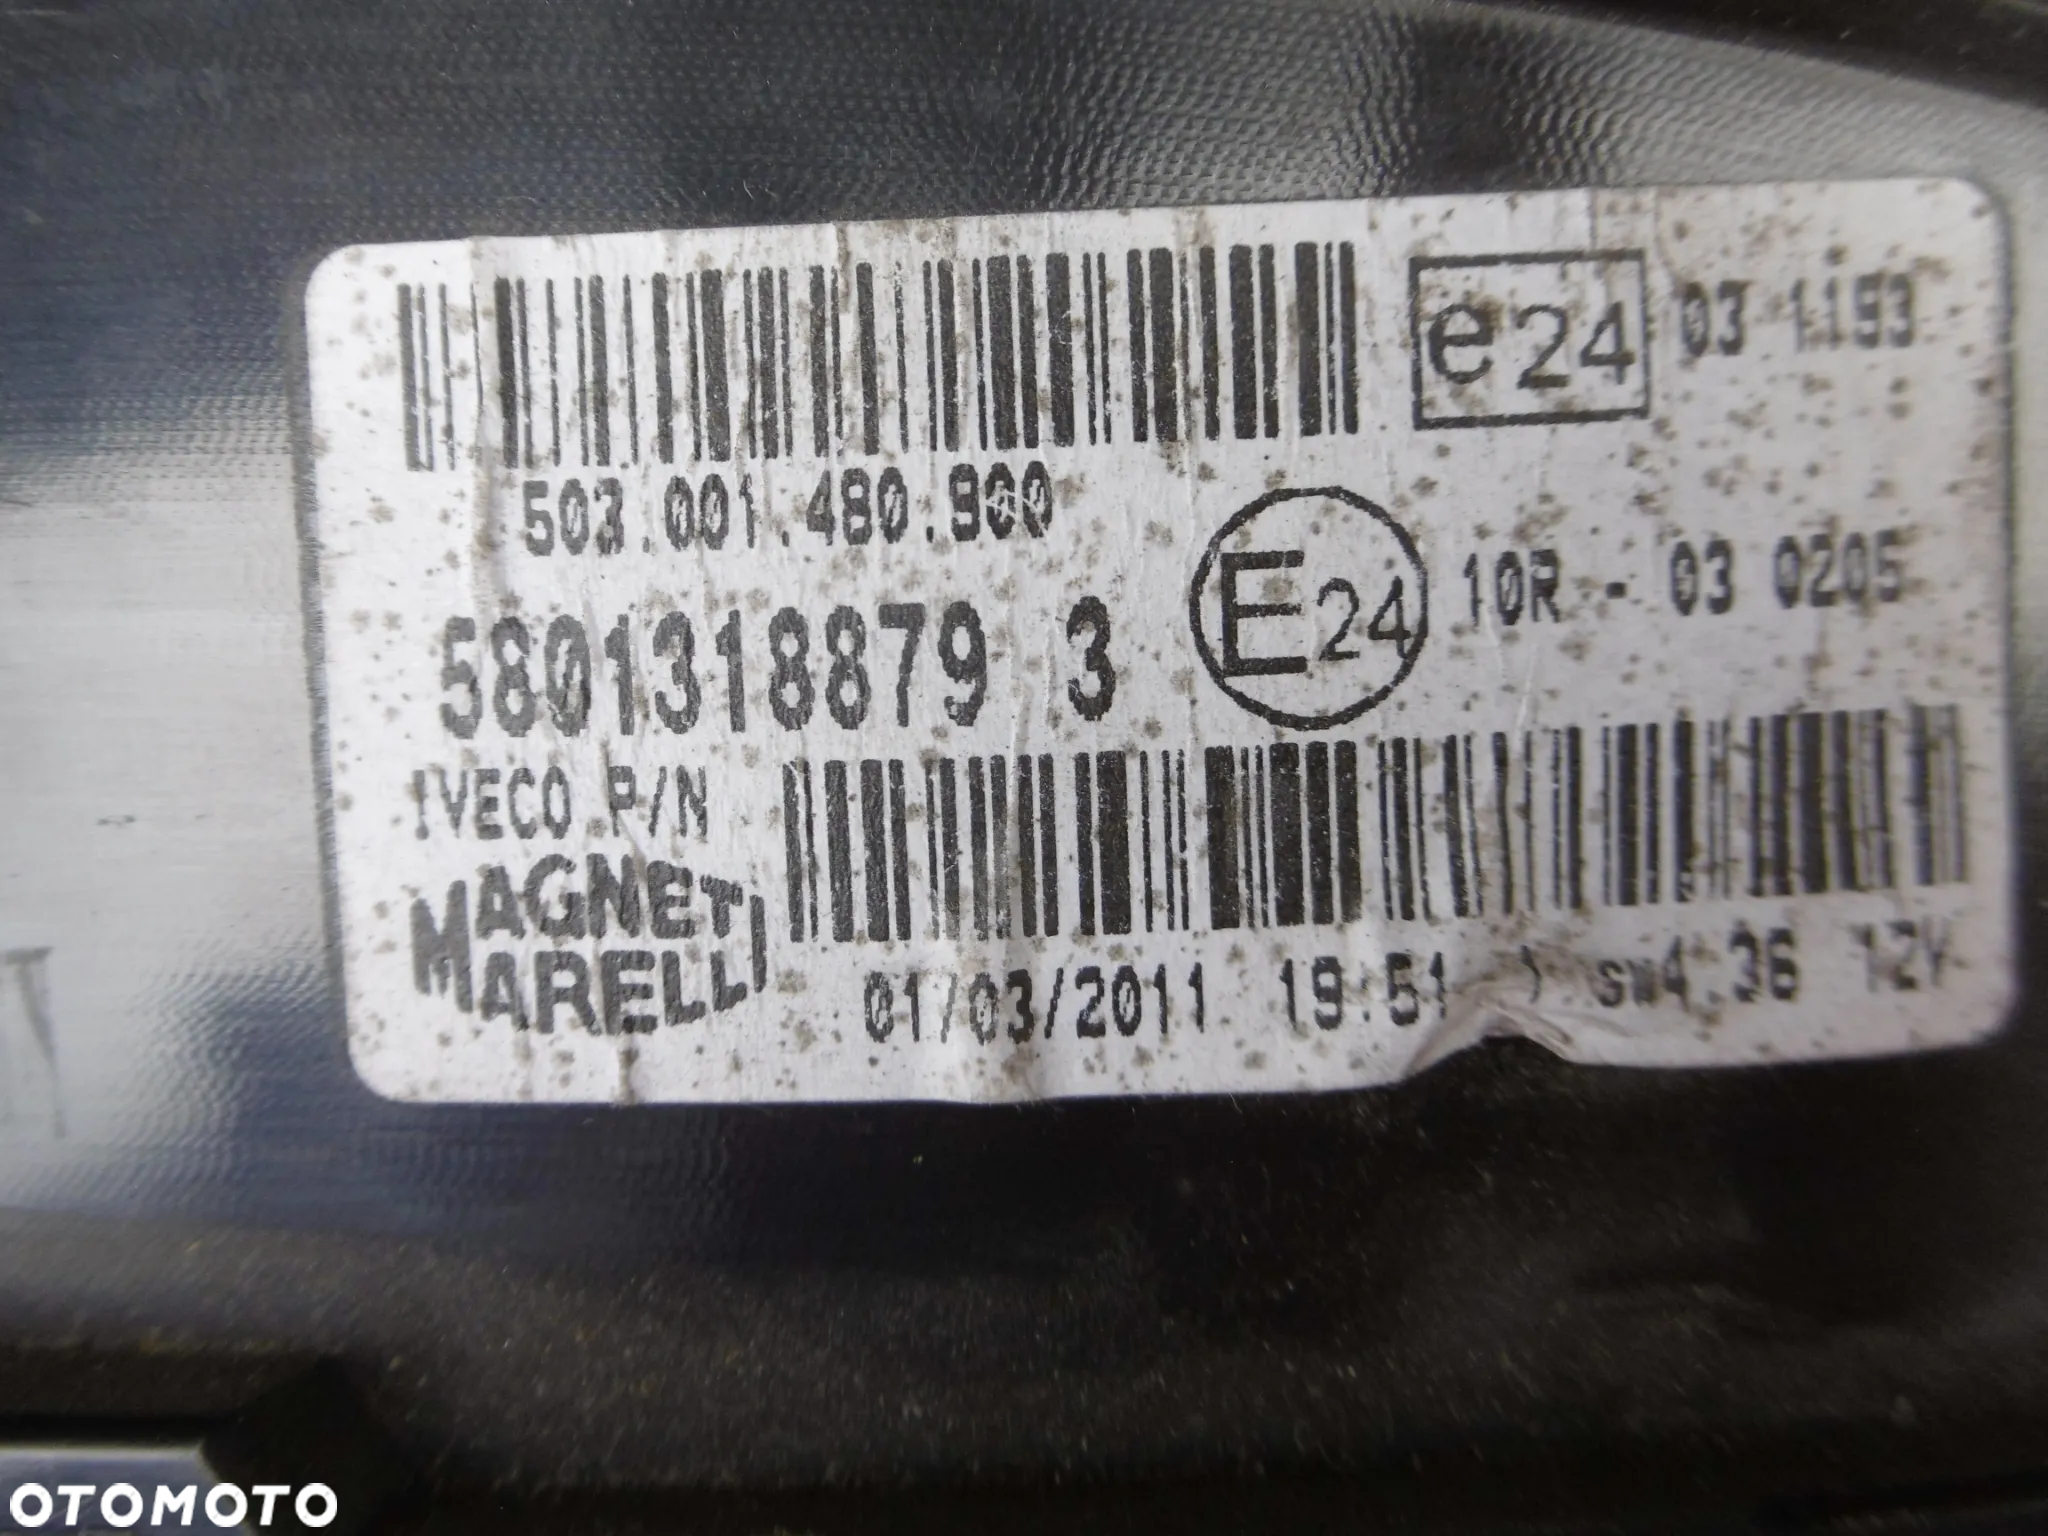 e24 03 1193
503.001.480.900
E24 10R - 03 0205
5801318879 3
IVECO P/N
MAGNETI
MARELLI
01/03/2011 19:51 sw4.36 12V
OTOMOTO